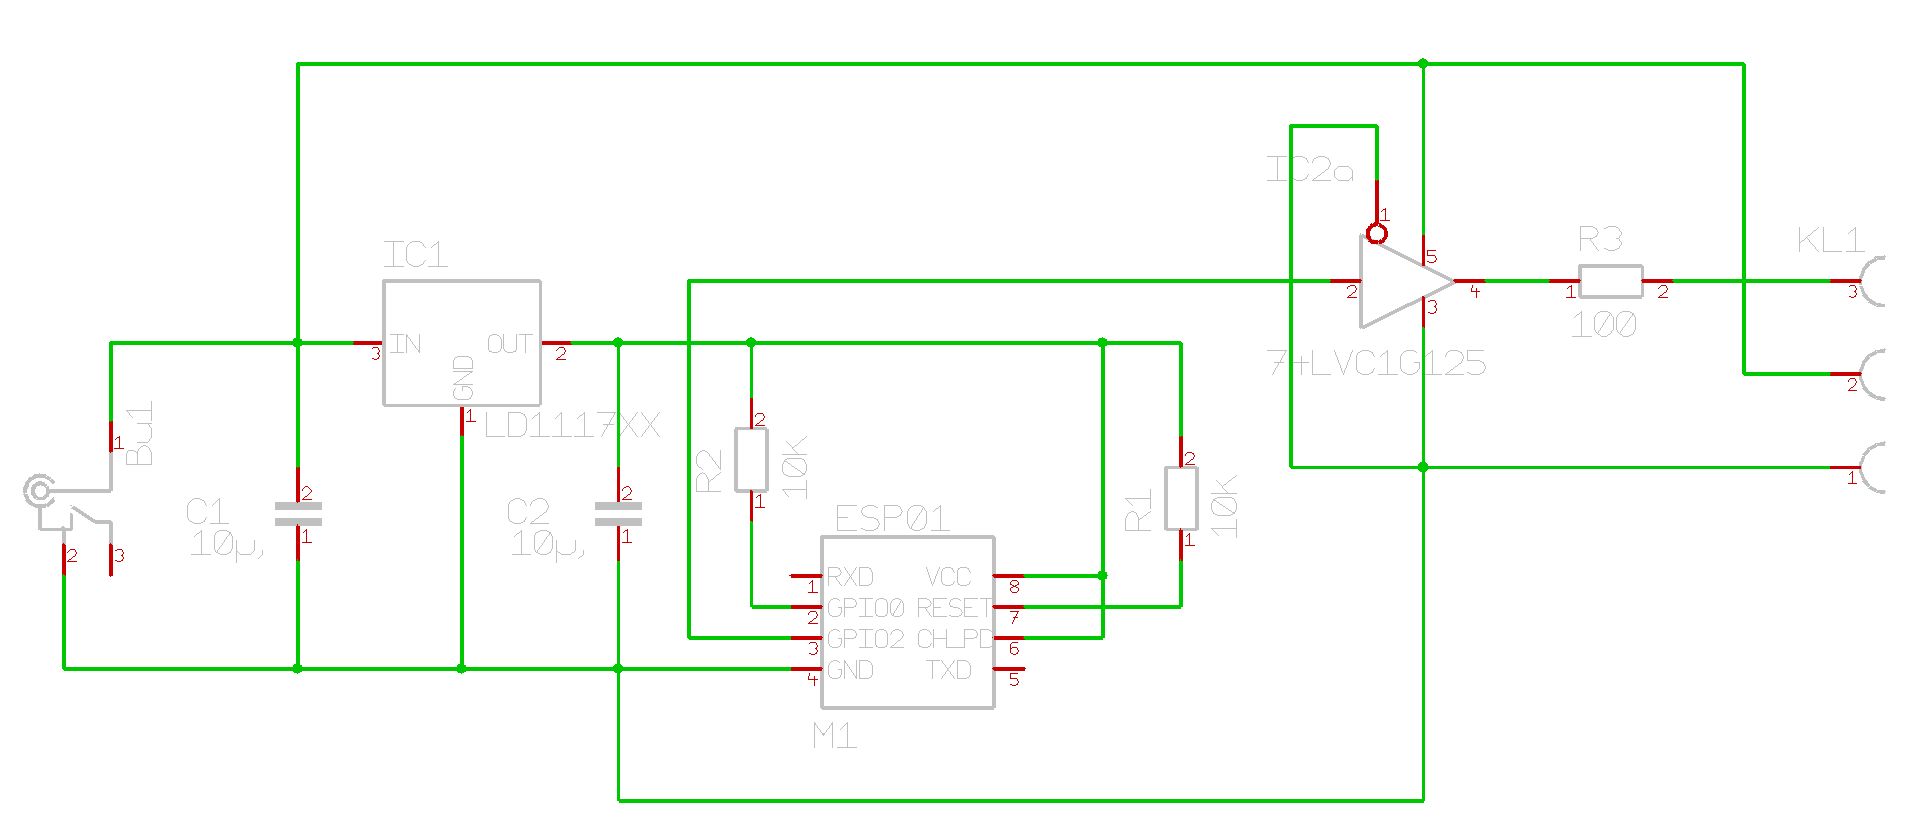 IC2a
1
5
2
4
3
74LVC1G125
R3
1
2
100
KL1
3
2
1
IC1
3
IN
OUT
2
GND
1
LD1117XX
Bu1
1
2
3
C1
10µ
2
1
C2
10µ
2
1
R2
10k
2
1
R1
10k
2
1
ESP01
1 RXD VCC 8
2 GPIO0 RESET 7
3 GPIO2 CH_PD 6
4 GND TXD 5
M1